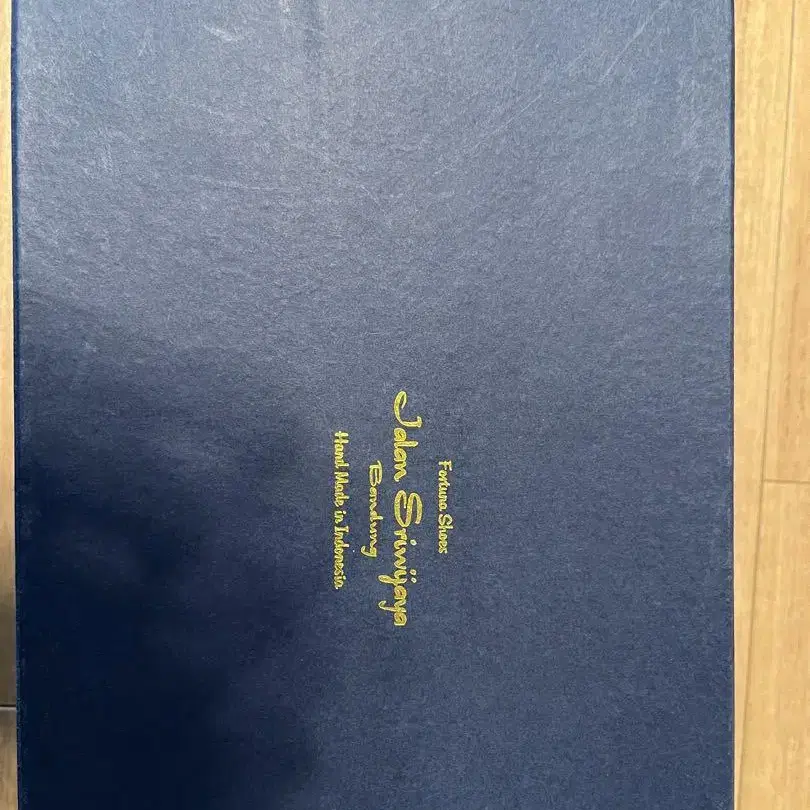 Fortuna Shoes
Jalan Sriwijaya
Bandung
Hand Made in Indonesia